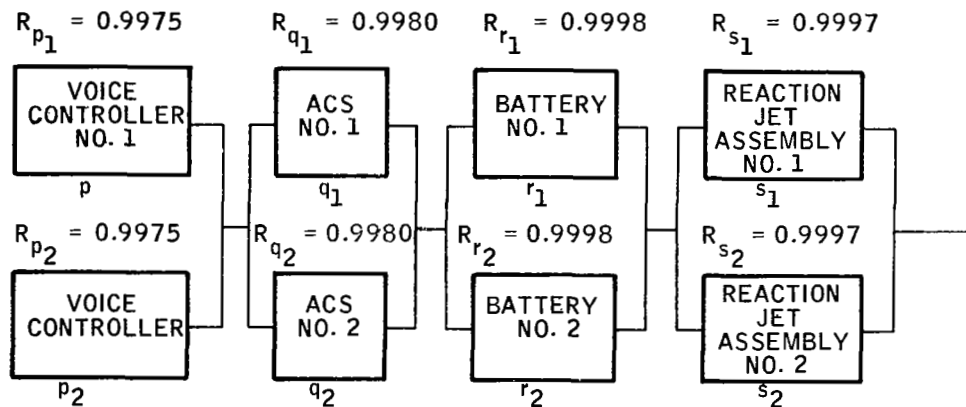 R_p1 = 0.9975
R_q1 = 0.9980
R_r1 = 0.9998
R_s1 = 0.9997
VOICE
CONTROLLER
NO. 1
p
ACS
NO. 1
q1
BATTERY
NO. 1
r1
REACTION
JET
ASSEMBLY
NO. 1
s1
R_p2 = 0.9975
R_q2 = 0.9980
R_r2 = 0.9998
R_s2 = 0.9997
VOICE
CONTROLLER
p2
ACS
NO. 2
q2
BATTERY
NO. 2
r2
REACTION
JET
ASSEMBLY
NO. 2
s2